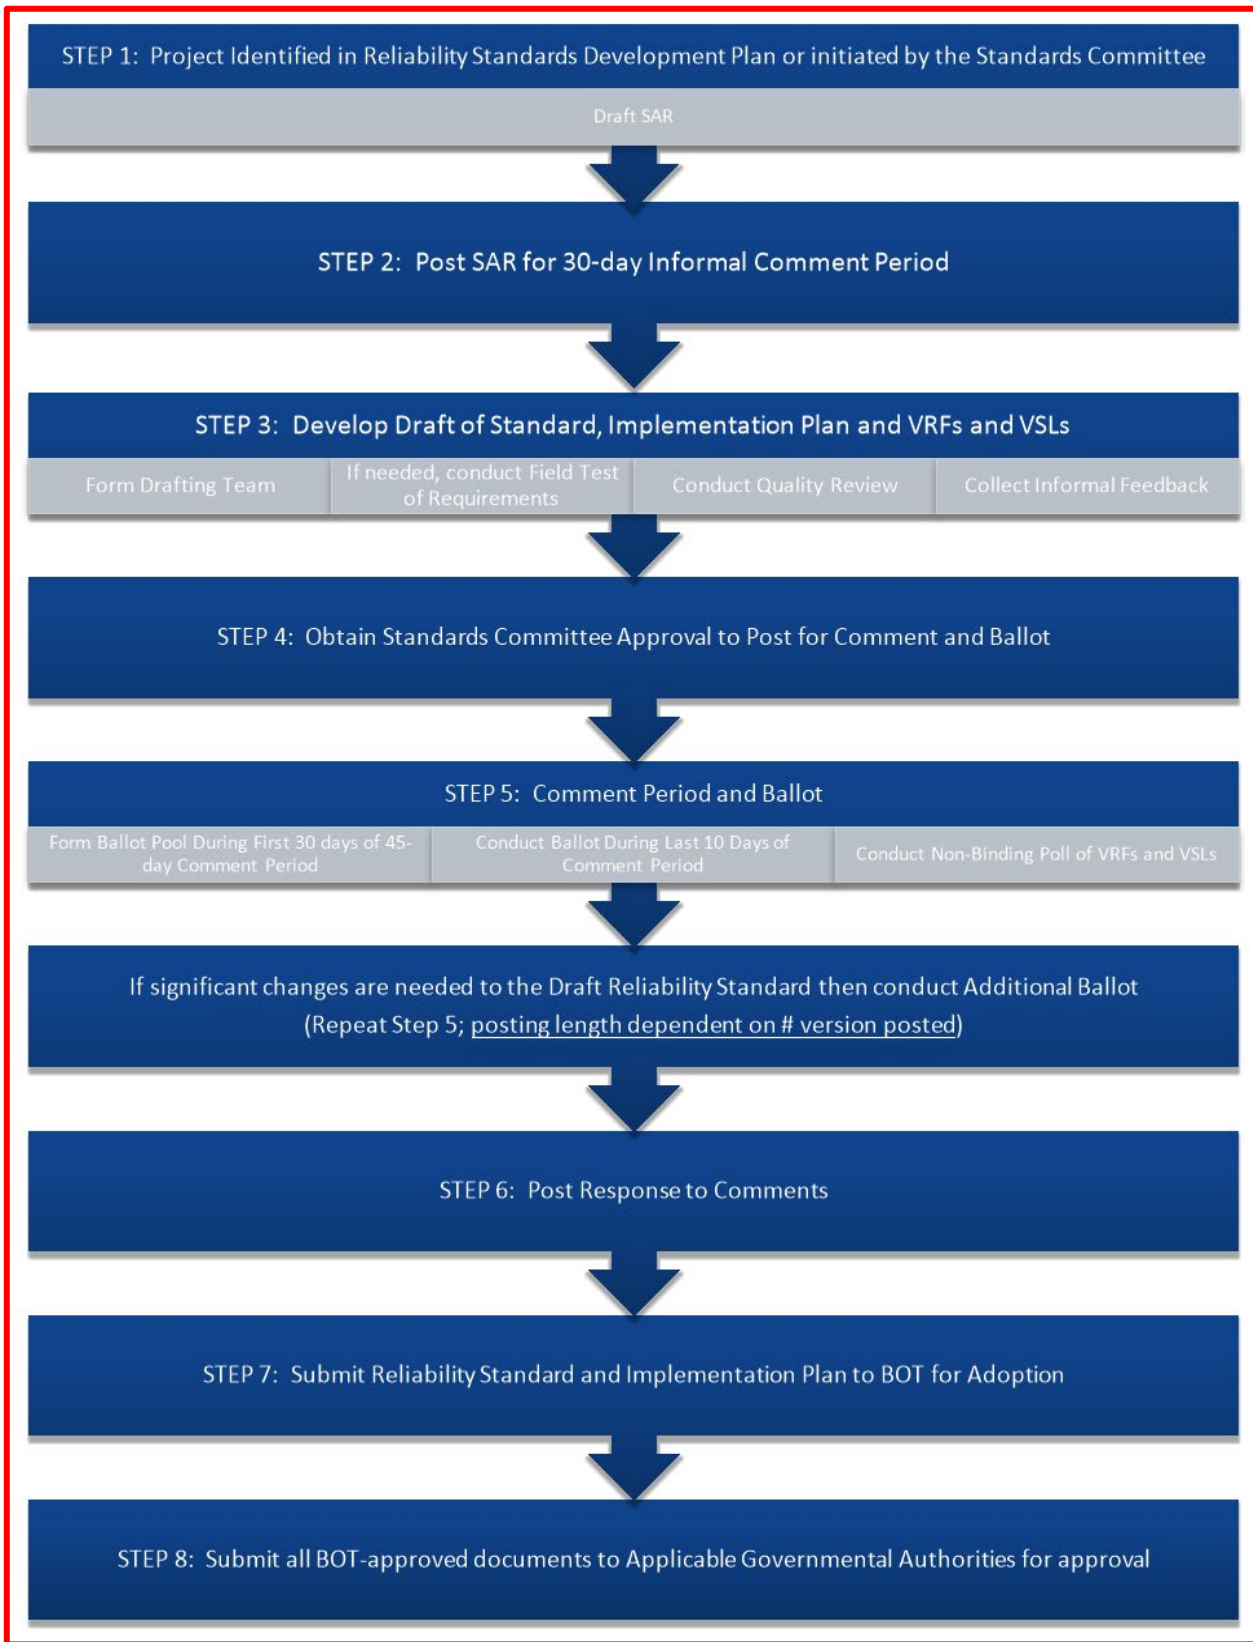 STEP 1: Project Identified in Reliability Standards Development Plan or initiated by the Standards Committee
Draft SAR
STEP 2: Post SAR for 30-day Informal Comment Period
STEP 3: Develop Draft of Standard, Implementation Plan and VRFs and VSLs
Form Drafting Team
If needed, conduct Field Test
of Requirements
Conduct Quality Review
Collect Informal Feedback
STEP 4: Obtain Standards Committee Approval to Post for Comment and Ballot
STEP 5: Comment Period and Ballot
Form Ballot Pool During First 30 days of 45-
day Comment Period
Conduct Ballot During Last 10 Days of
Comment Period
Conduct Non-Binding Poll of VRFs and VSLs
If significant changes are needed to the Draft Reliability Standard then conduct Additional Ballot
(Repeat Step 5; posting length dependent on # version posted)
STEP 6: Post Response to Comments
STEP 7: Submit Reliability Standard and Implementation Plan to BOT for Adoption
STEP 8: Submit all BOT-approved documents to Applicable Governmental Authorities for approval